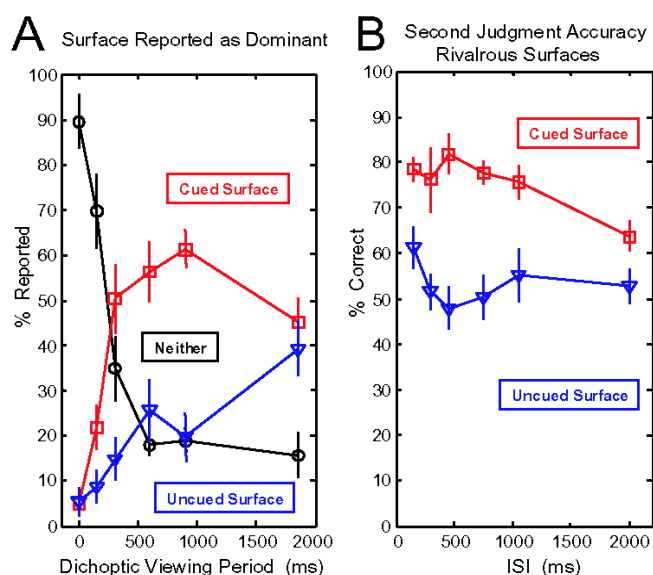 A
Surface Reported as Dominant
% Reported
100
90
80
70
60
50
40
30
20
10
0
Cued Surface
Neither
Uncued Surface
0
500
1000
1500
2000
Dichoptic Viewing Period (ms)
B
Second Judgment Accuracy
Rivalrous Surfaces
% Correct
100
90
80
70
60
50
40
30
20
10
0
Cued Surface
Uncued Surface
0
500
1000
1500
2000
ISI (ms)